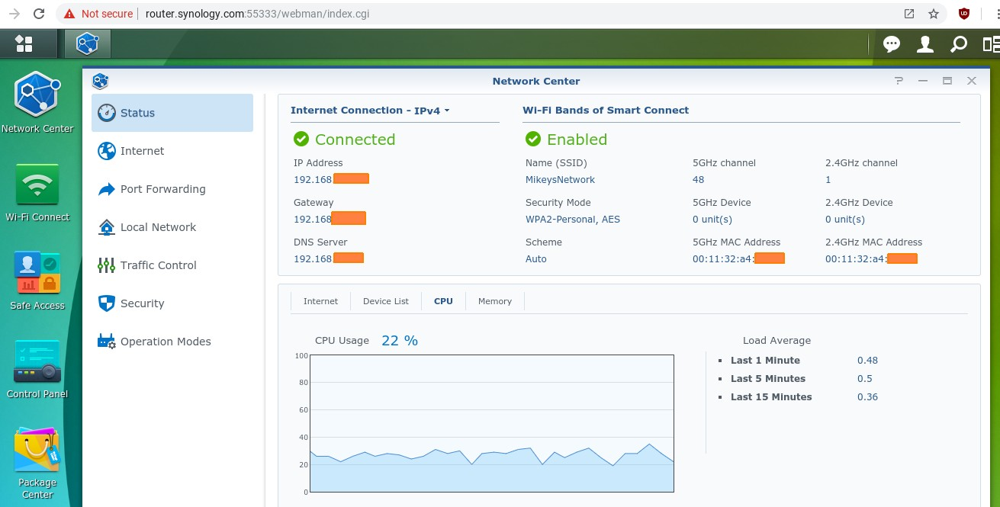 Not secure router.synology.com:55333/webman/index.cgi
Network Center
Status
Internet
Port Forwarding
Local Network
Traffic Control
Security
Operation Modes
Network Center
Wi-Fi Connect
Safe Access
Control Panel
Package
Center
Internet Connection - IPv4
Connected
IP Address
192.168
Gateway
192.168
DNS Server
192.168
Wi-Fi Bands of Smart Connect
Enabled
Name (SSID) 5GHz channel 2.4GHz channel
MikeysNetwork 48 1
Security Mode 5GHz Device 2.4GHz Device
WPA2-Personal, AES 0 unit(s) 0 unit(s)
Scheme 5GHz MAC Address 2.4GHz MAC Address
Auto 00:11:32:a4: 00:11:32:a4:
Internet Device List CPU Memory
CPU Usage 22 %
100
80
60
40
20
0
Load Average
Last 1 Minute 0.48
Last 5 Minutes 0.5
Last 15 Minutes 0.36